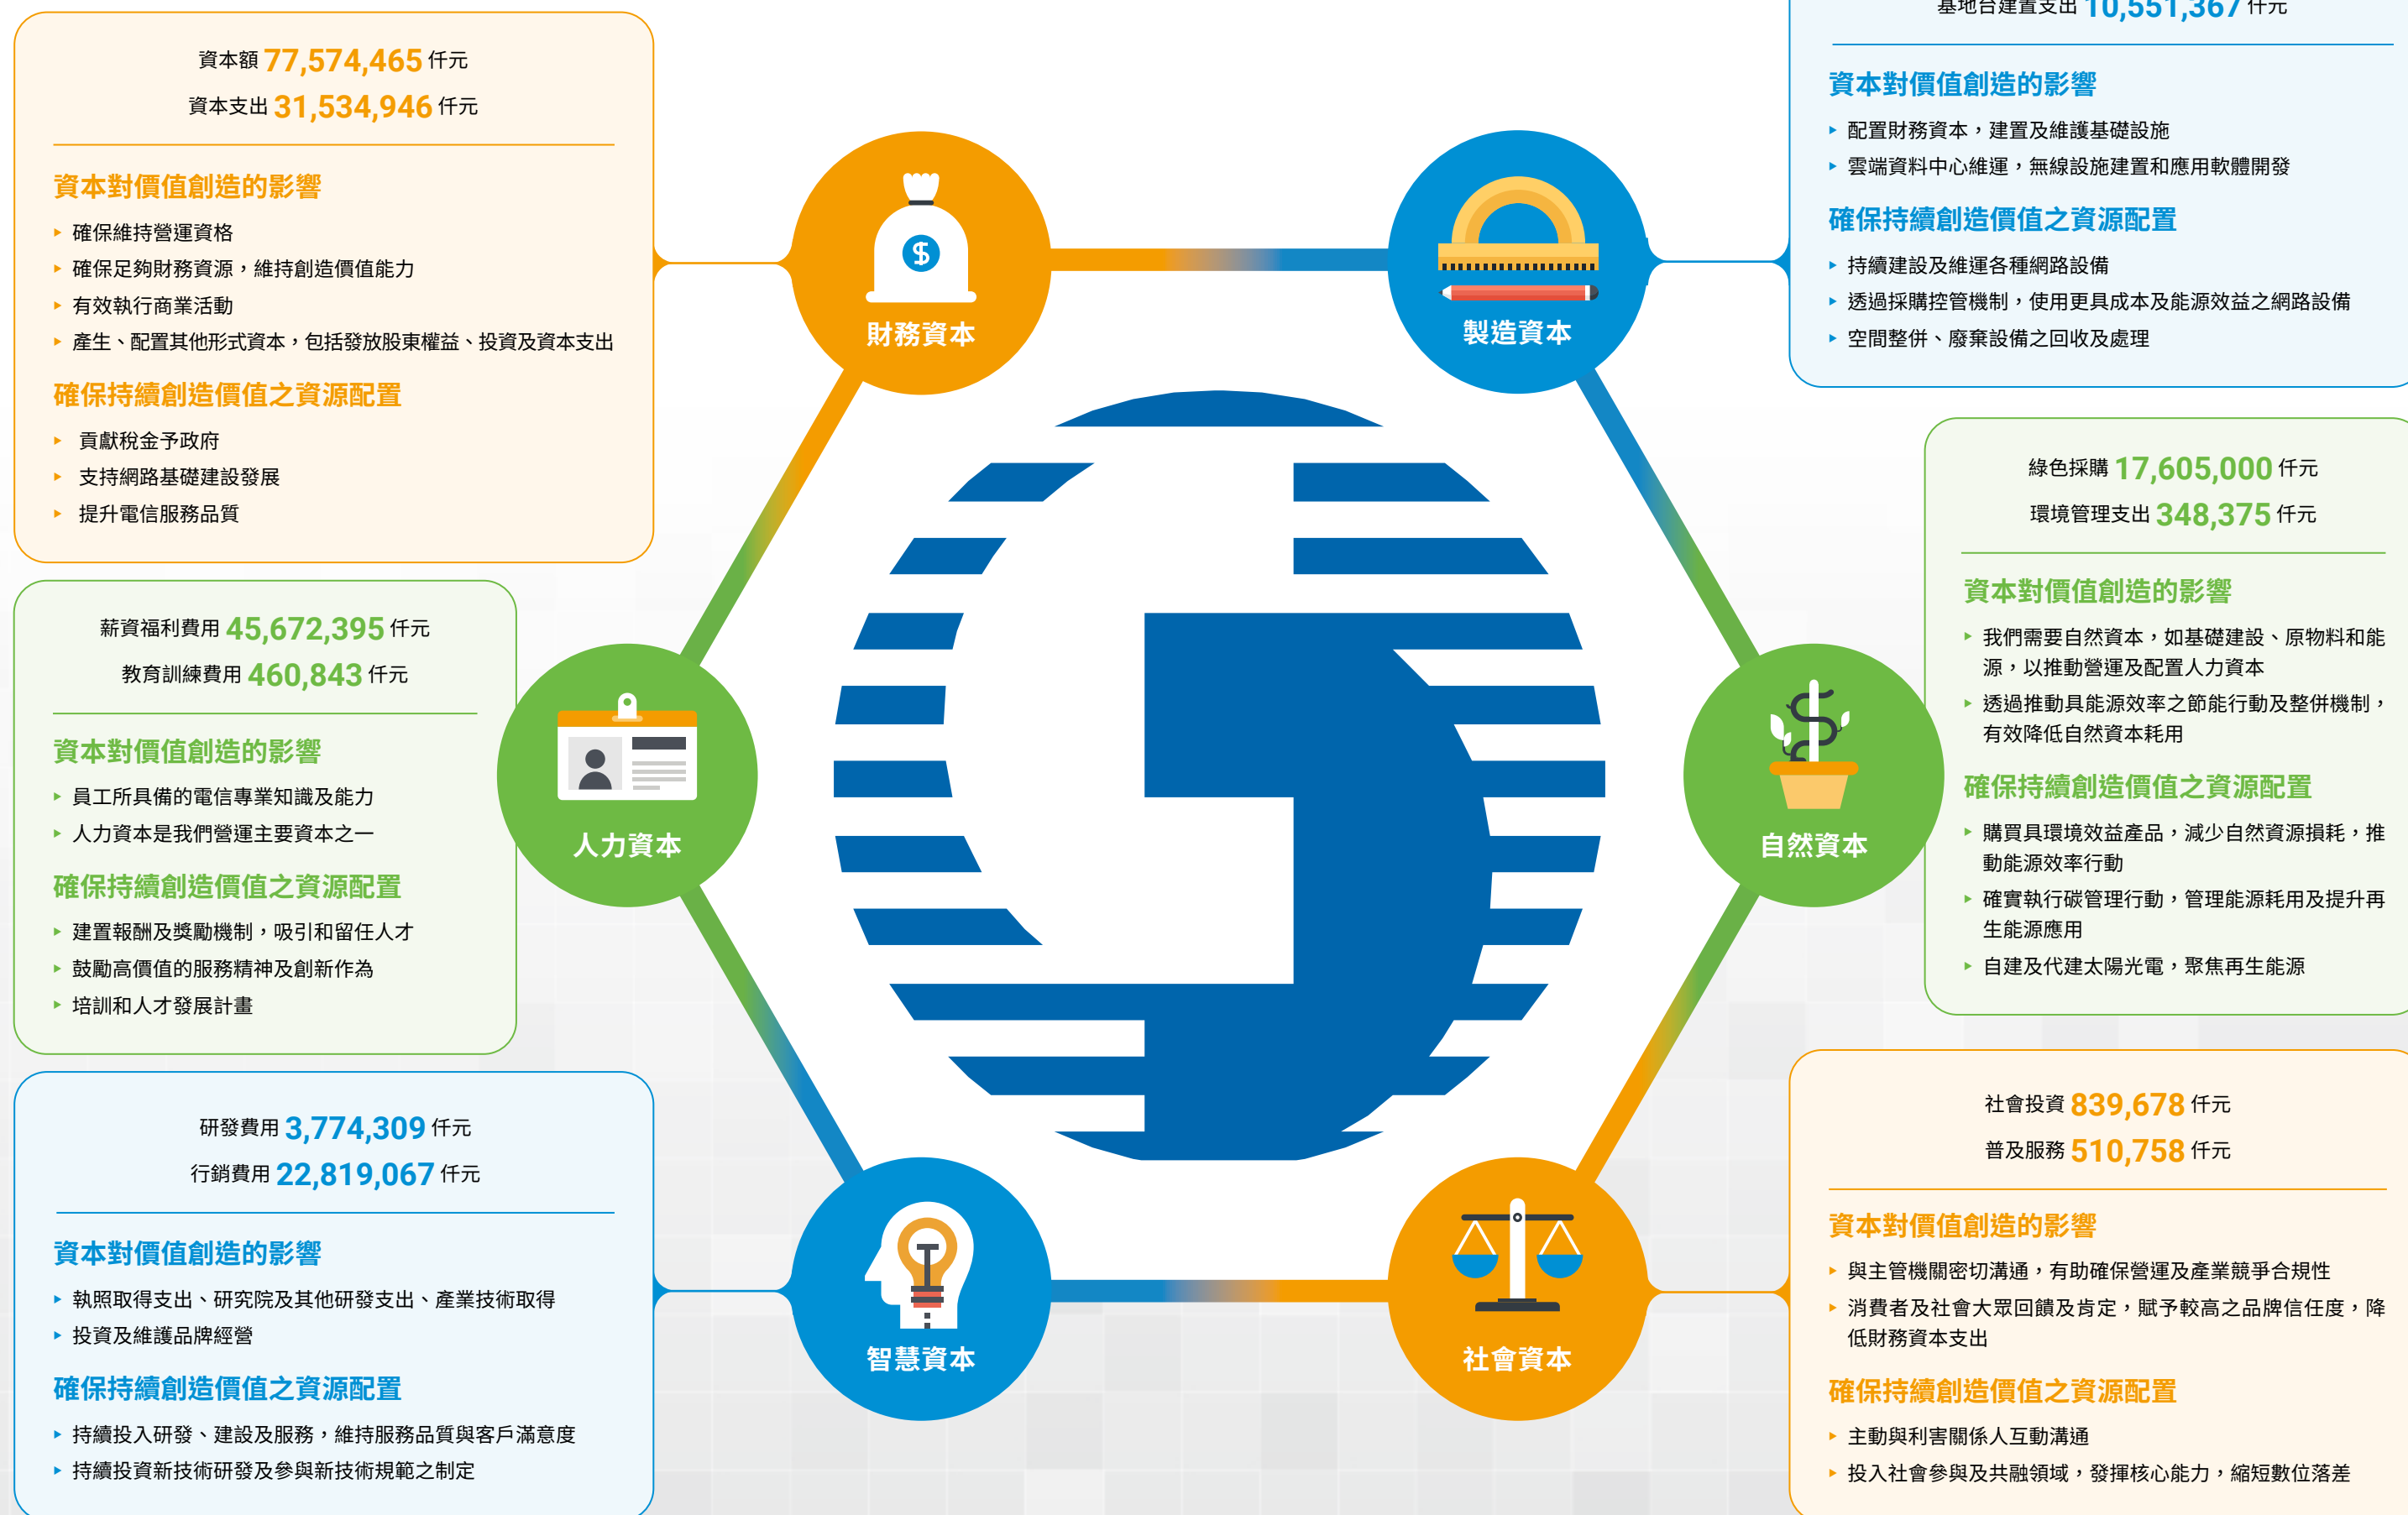 資本額 77,574,465 仟元
資本支出 31,534,946 仟元
資本對價值創造的影響
確保維持營運資格
確保足夠財務資源，維持創造價值能力
有效執行商業活動
產生、配置其他形式資本，包括發放股東權益、投資及資本支出
確保持續創造價值之資源配置
貢獻稅金予政府
支持網路基礎建設發展
提升電信服務品質
財務資本
基地台建置支出 10,551,367 仟元
資本對價值創造的影響
配置財務資本，建置及維護基礎設施
雲端資料中心維運，無線設施建置和應用軟體開發
確保持續創造價值之資源配置
持續建設及維運各種網路設備
透過採購控管機制，使用更具成本及能源效益之網路設備
空間整併、廢棄設備之回收及處理
製造資本
薪資福利費用 45,672,395 仟元
教育訓練費用 460,843 仟元
資本對價值創造的影響
員工所具備的電信專業知識及能力
人力資本是我們營運主要資本之一
確保持續創造價值之資源配置
建置報酬及獎勵機制，吸引和留任人才
鼓勵高價值的服務精神及創新作為
培訓和人才發展計畫
人力資本
綠色採購 17,605,000 仟元
環境管理支出 348,375 仟元
資本對價值創造的影響
我們需要自然資本，如基礎建設、原物料和能
源，以推動營運及配置人力資本
透過推動具能源效率之節能行動及整併機制，
有效降低自然資本耗用
確保持續創造價值之資源配置
購買具環境效益產品，減少自然資源損耗，推
動能源效率行動
確實執行碳管理行動，管理能源耗用及提升再
生能源應用
自建及代建太陽光電，聚焦再生能源
自然資本
研發費用 3,774,309 仟元
行銷費用 22,819,067 仟元
資本對價值創造的影響
執照取得支出、研究院及其他研發支出、產業技術取得
投資及維護品牌經營
確保持續創造價值之資源配置
持續投入研發、建設及服務，維持服務品質與客戶滿意度
持續投資新技術研發及參與新技術規範之制定
智慧資本
社會投資 839,678 仟元
普及服務 510,758 仟元
資本對價值創造的影響
與主管機關密切溝通，有助確保營運及產業競爭合規性
消費者及社會大眾回饋及肯定，賦予較高之品牌信任度，降
低財務資本支出
確保持續創造價值之資源配置
主動與利害關係人互動溝通
投入社會參與及共融領域，發揮核心能力，縮短數位落差
社會資本